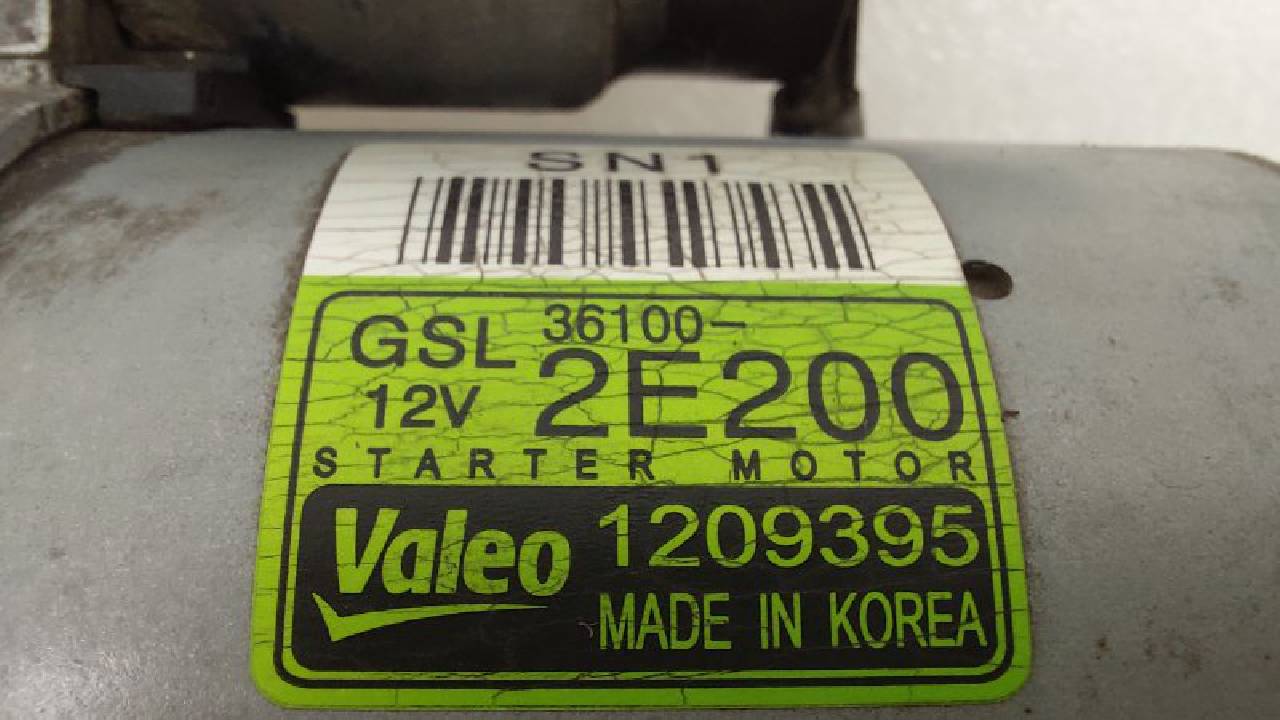 SN1
GSL 36100-
12V 2E200
STARTER MOTOR
Valeo 1209395
MADE IN KOREA